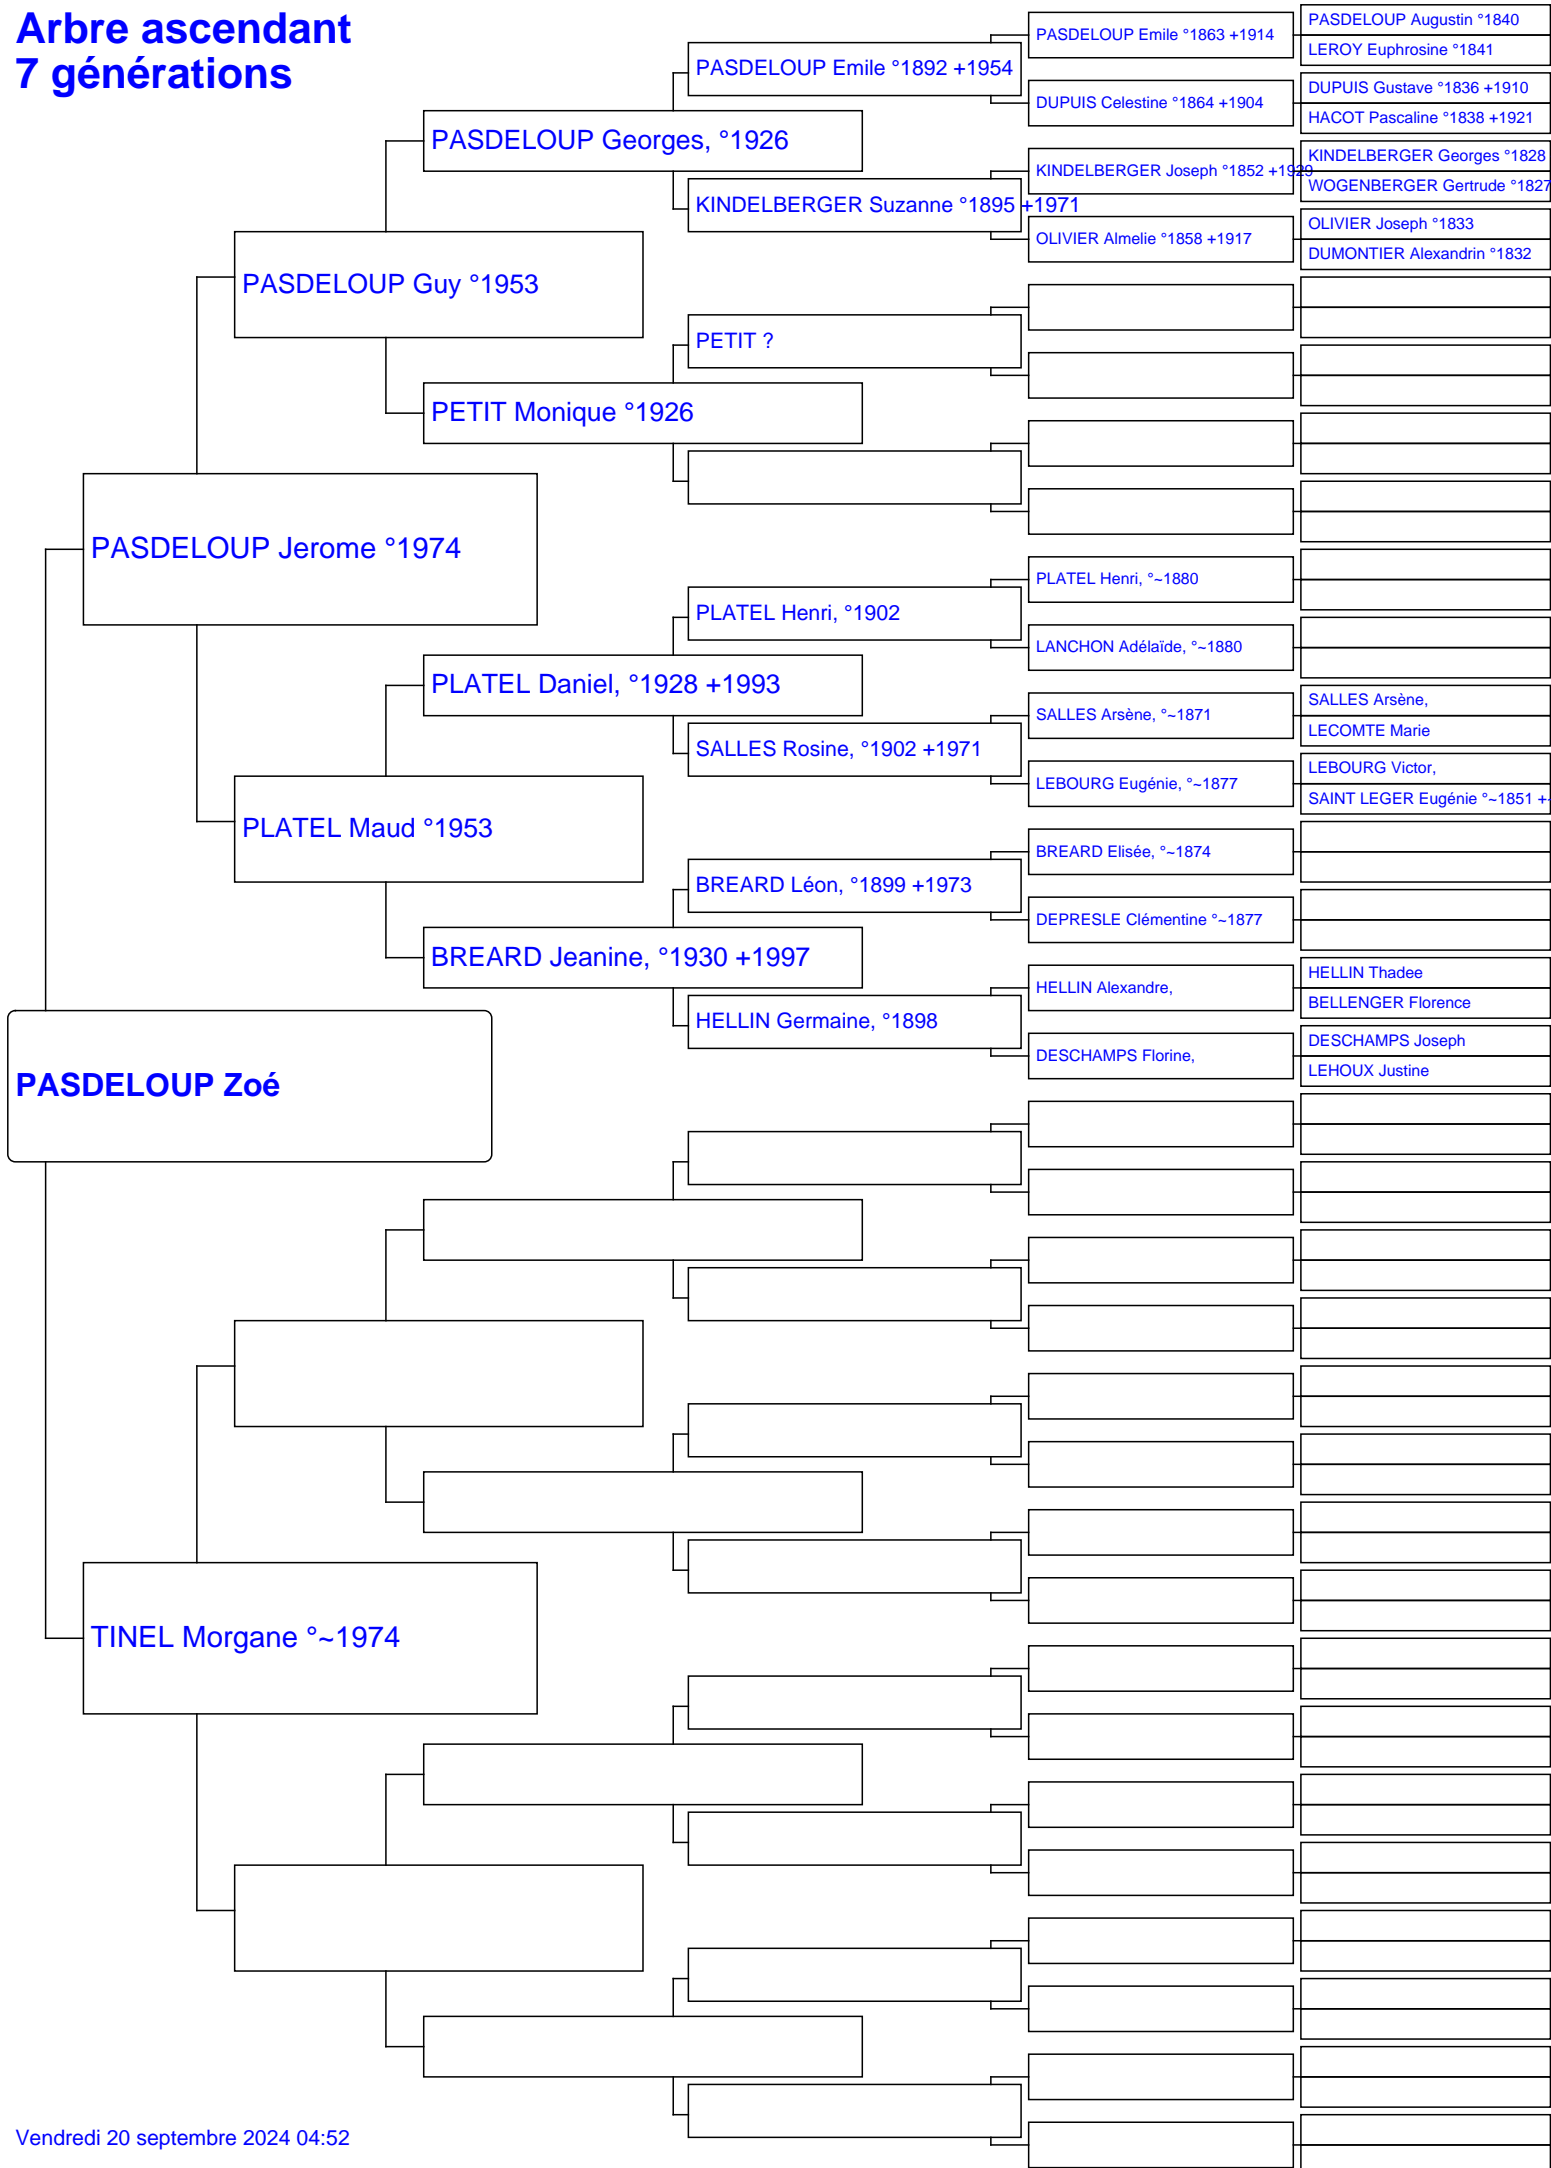 Arbre ascendant
7 générations
PASDELOUP Emile °1863 +1914
PASDELOUP Augustin °1840
LEROY Euphrosine °1841
PASDELOUP Emile °1892 +1954
DUPUIS Celestine °1864 +1904
DUPUIS Gustave °1836 +1910
HACOT Pascaline °1838 +1921
PASDELOUP Georges, °1926
KINDELBERGER Joseph °1852 +1929
KINDELBERGER Georges °1828
WOGENBERGER Gertrude °1827
KINDELBERGER Suzanne °1895 +1971
OLIVIER Almelie °1858 +1917
OLIVIER Joseph °1833
DUMONTIER Alexandrin °1832
PASDELOUP Guy °1953
PETIT ?
PETIT Monique °1926
PASDELOUP Jerome °1974
PLATEL Henri, °~1880
PLATEL Henri, °1902
LANCHON Adélaïde, °~1880
PLATEL Daniel, °1928 +1993
SALLES Arsène, °~1871
SALLES Arsène,
LECOMTE Marie
SALLES Rosine, °1902 +1971
LEBOURG Eugénie, °~1877
LEBOURG Victor,
SAINT LEGER Eugénie °~1851 +~
PLATEL Maud °1953
BREARD Elisée, °~1874
BREARD Léon, °1899 +1973
DEPRESLE Clémentine °~1877
BREARD Jeanine, °1930 +1997
HELLIN Alexandre,
HELLIN Thadee
BELLENGER Florence
HELLIN Germaine, °1898
DESCHAMPS Florine,
DESCHAMPS Joseph
LEHOUX Justine
PASDELOUP Zoé
TINEL Morgane °~1974
Vendredi 20 septembre 2024 04:52